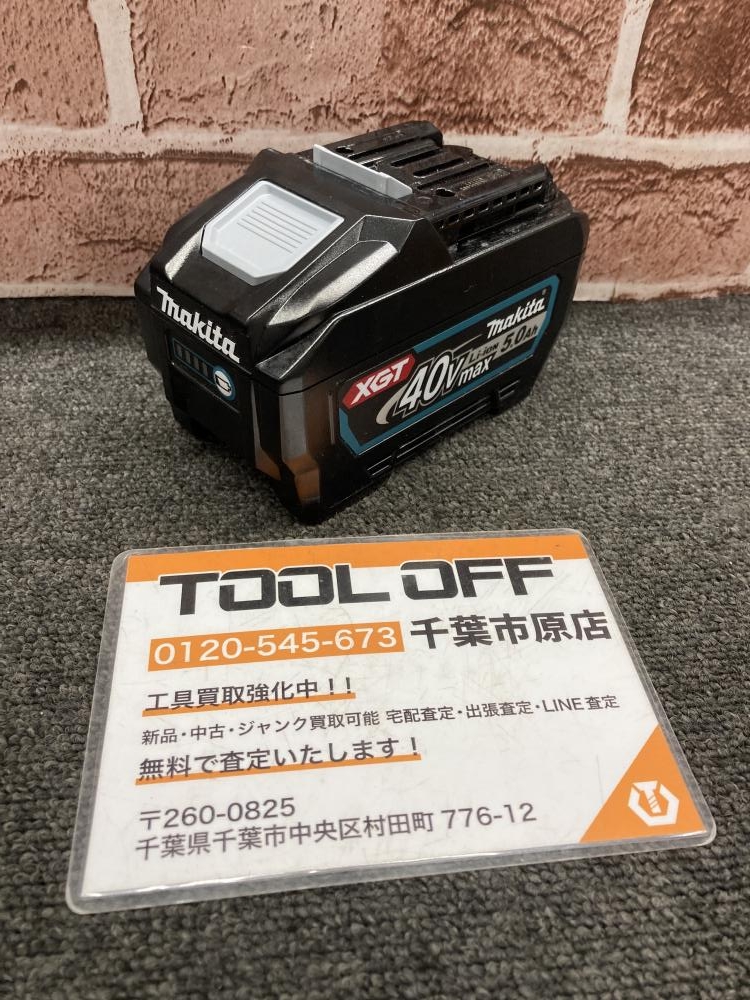 Makita
XGT 40Vmax Li-ion 5.0Ah
makita
TOOL OFF
0120-545-673 千葉市原店
工具買取強化中!!
新品・中古・ジャンク買取可能 宅配査定・出張査定・LINE査定
無料で査定いたします!
〒260-0825
千葉県千葉市中央区村田町 776-12